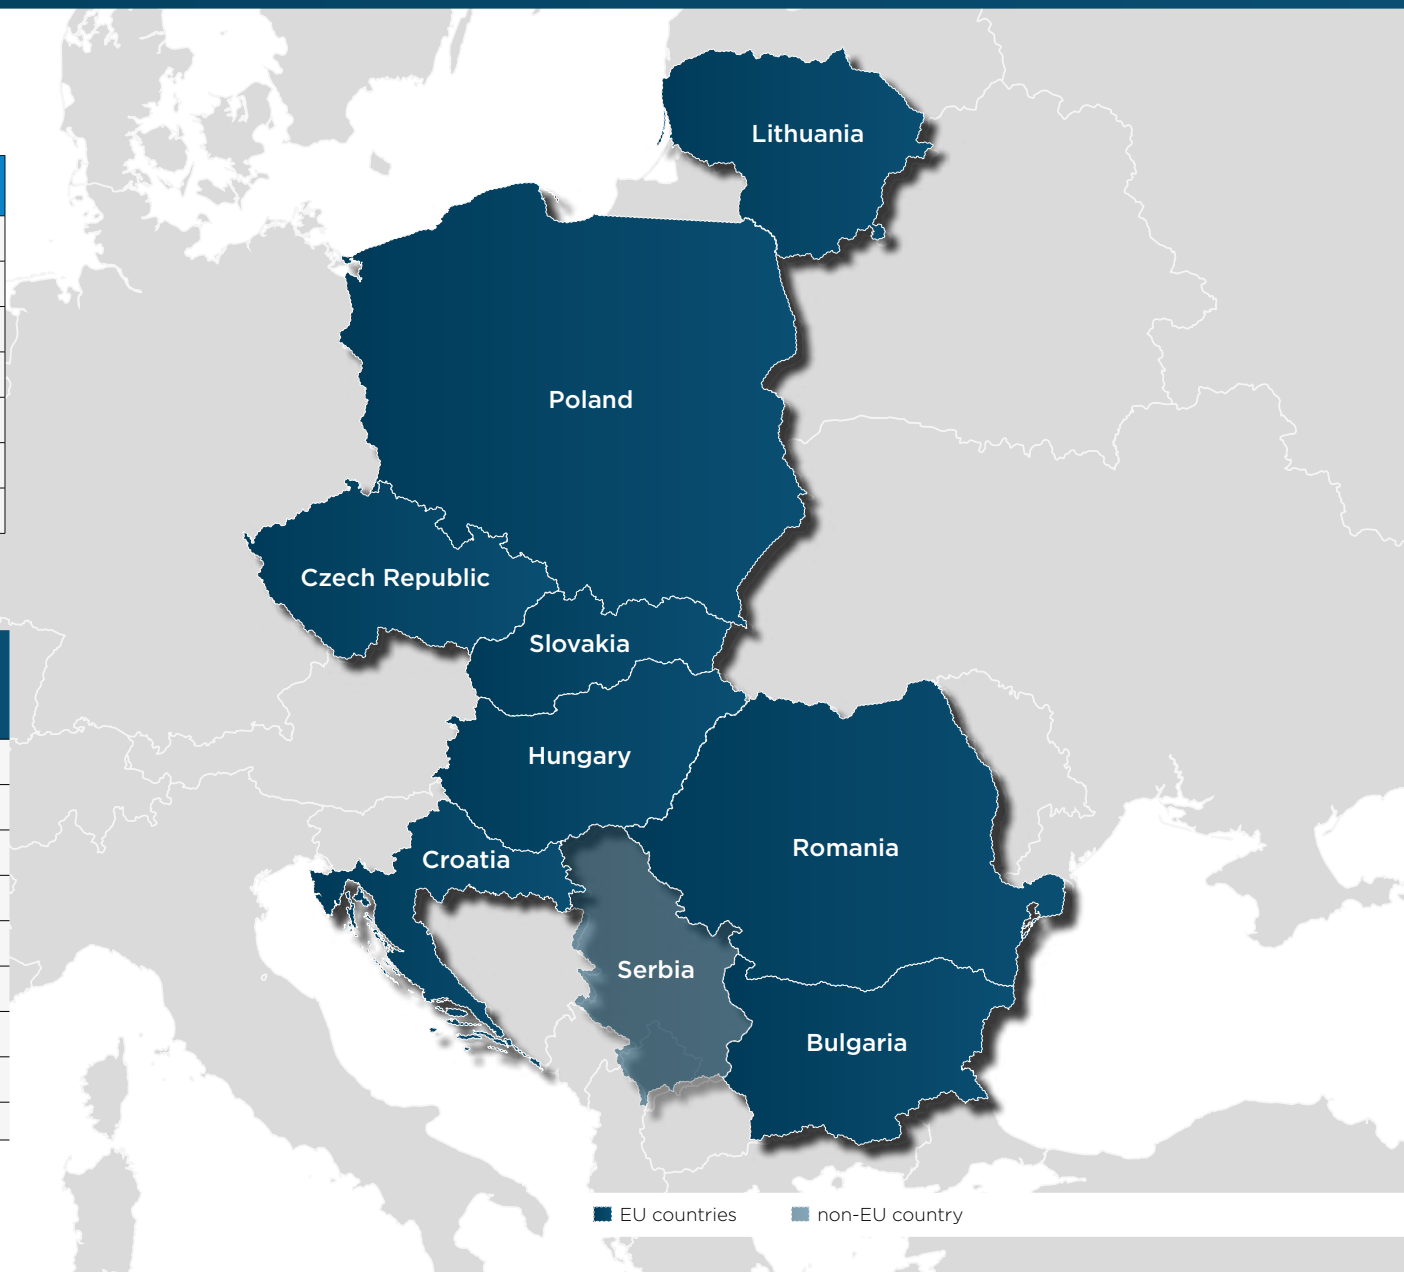 Lithuania
Poland
Czech Republic
Slovakia
Hungary
Romania
Croatia
Serbia
Bulgaria
EU countries
non-EU country